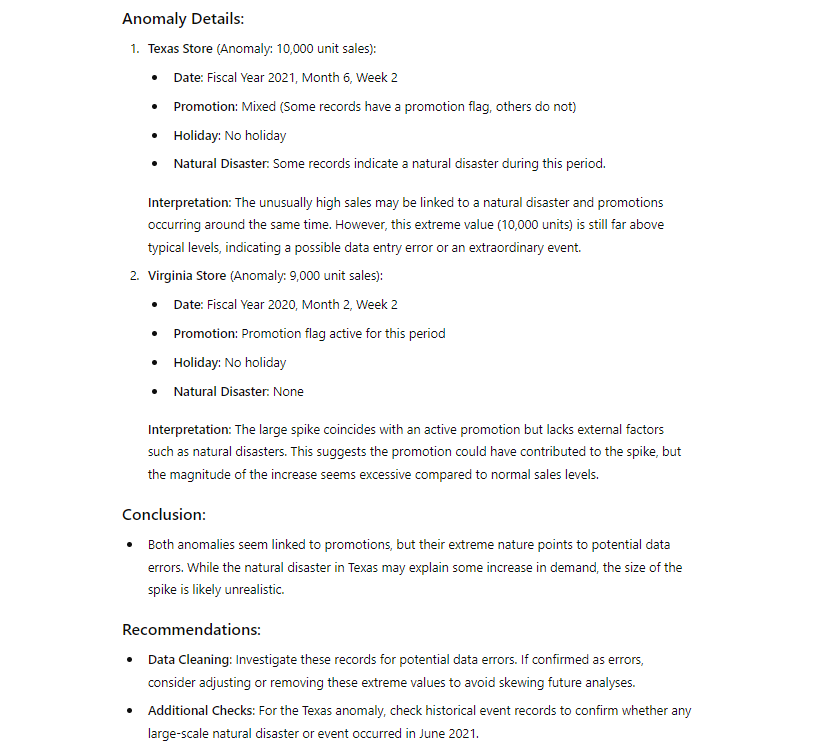 Anomaly Details:
1. Texas Store (Anomaly: 10,000 unit sales):
• Date: Fiscal Year 2021, Month 6, Week 2
• Promotion: Mixed (Some records have a promotion flag, others do not)
• Holiday: No holiday
• Natural Disaster: Some records indicate a natural disaster during this period.
Interpretation: The unusually high sales may be linked to a natural disaster and promotions
occurring around the same time. However, this extreme value (10,000 units) is still far above
typical levels, indicating a possible data entry error or an extraordinary event.
2. Virginia Store (Anomaly: 9,000 unit sales):
• Date: Fiscal Year 2020, Month 2, Week 2
• Promotion: Promotion flag active for this period
• Holiday: No holiday
• Natural Disaster: None
Interpretation: The large spike coincides with an active promotion but lacks external factors
such as natural disasters. This suggests the promotion could have contributed to the spike, but
the magnitude of the increase seems excessive compared to normal sales levels.
Conclusion:
• Both anomalies seem linked to promotions, but their extreme nature points to potential data
errors. While the natural disaster in Texas may explain some increase in demand, the size of the
spike is likely unrealistic.
Recommendations:
• Data Cleaning: Investigate these records for potential data errors. If confirmed as errors,
consider adjusting or removing these extreme values to avoid skewing future analyses.
• Additional Checks: For the Texas anomaly, check historical event records to confirm whether any
large-scale natural disaster or event occurred in June 2021.